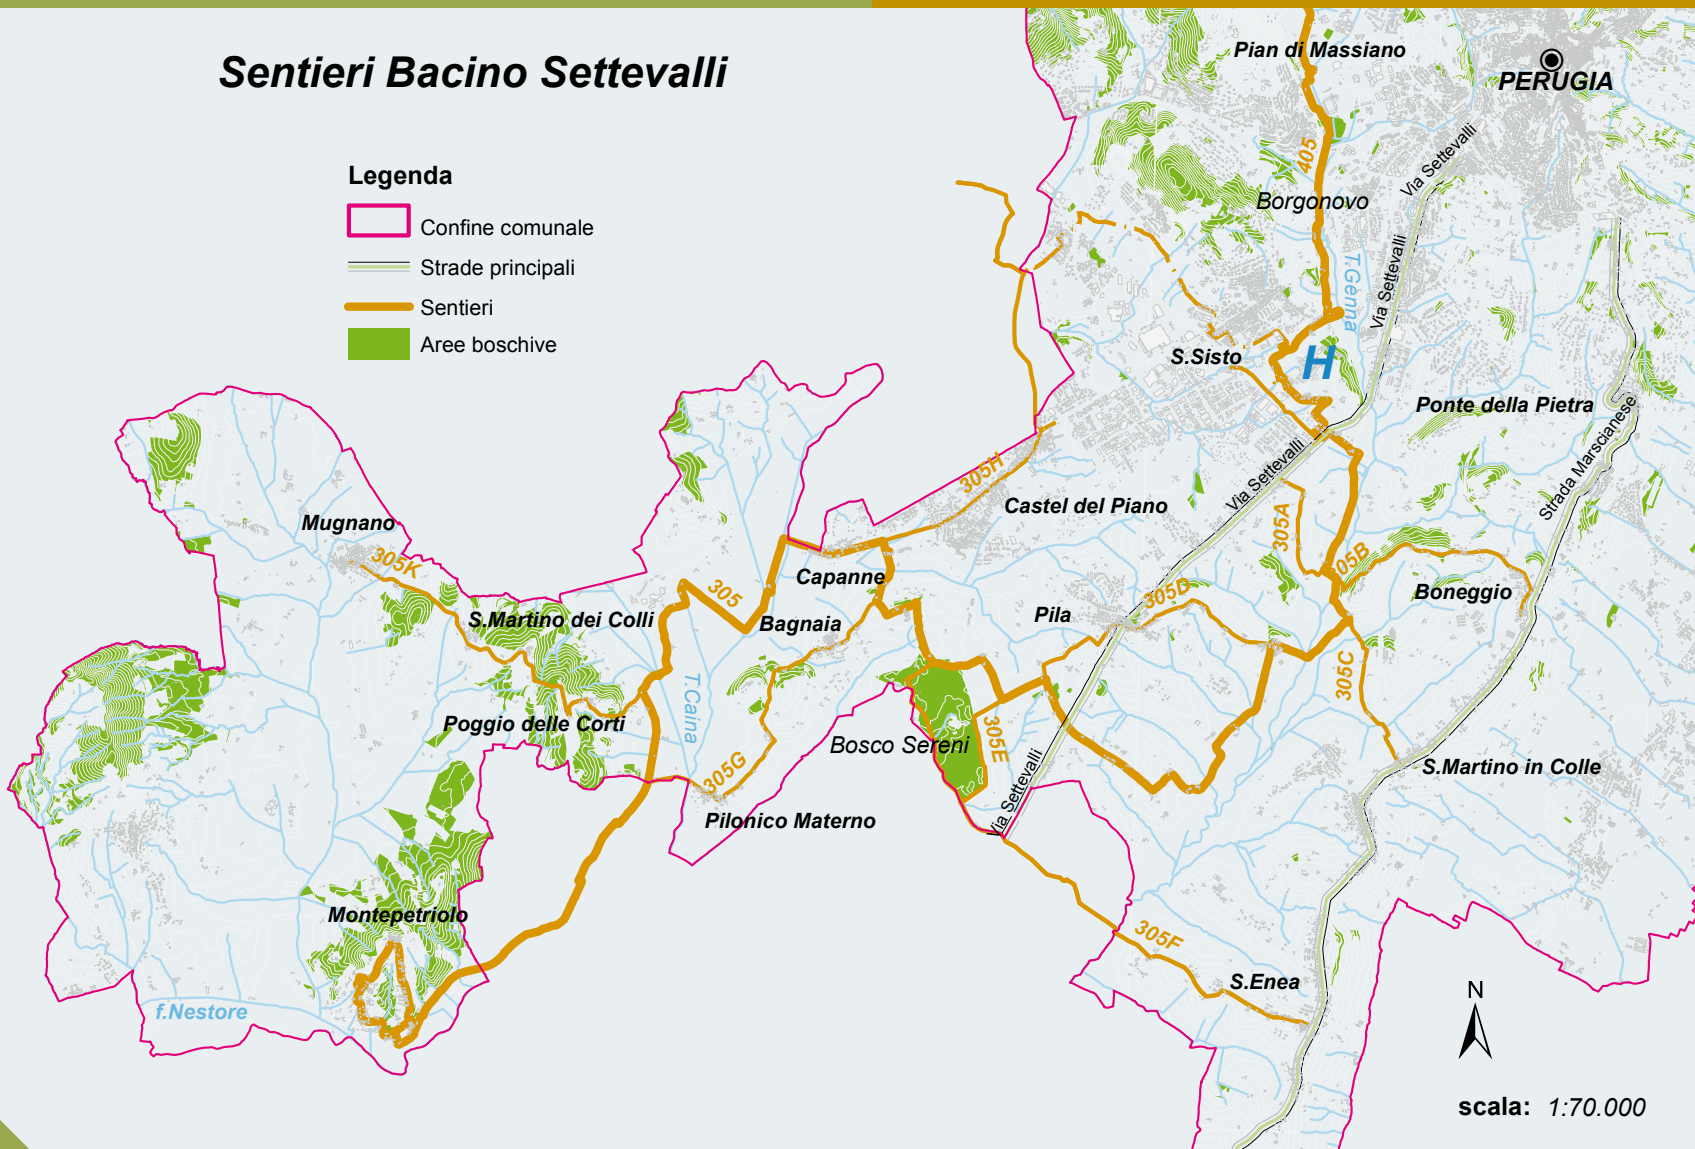 Sentieri Bacino Settevalli
Legenda
Confine comunale
Strade principali
Sentieri
Aree boschive
Pian di Massiano
PERUGIA
405
Via Settevalli
Borgonovo
T.Genna
Via Settevalli
S.Sisto
H
Ponte della Pietra
Strada Marscianese
Via Settevalli
305H
Castel del Piano
305A
Mugnano
305K
305B
Capanne
305
305D
Boneggio
S.Martino dei Colli
Bagnaia
Pila
305C
T.Caina
Poggio delle Corti
Bosco Sereni
305E
305G
S.Martino in Colle
Via Settevalli
Pilonico Materno
Montepetriolo
305F
S.Enea
f.Nestore
N
scala: 1:70.000